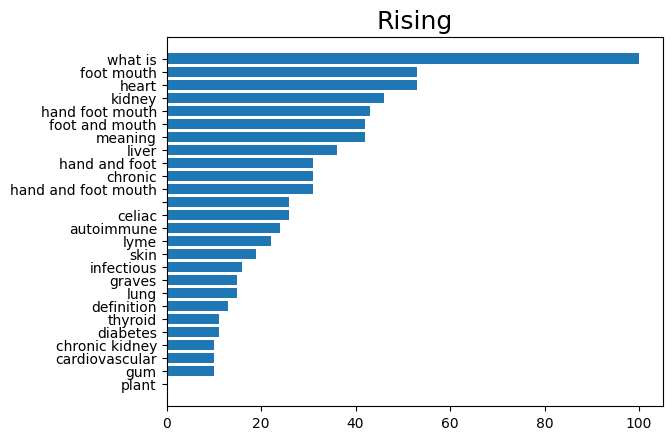 Rising
what is
foot mouth
heart
kidney
hand foot mouth
foot and mouth
meaning
liver
hand and foot
chronic
hand and foot mouth
celiac
autoimmune
lyme
skin
infectious
graves
lung
definition
thyroid
diabetes
chronic kidney
cardiovascular
gum
plant
0 20 40 60 80 100